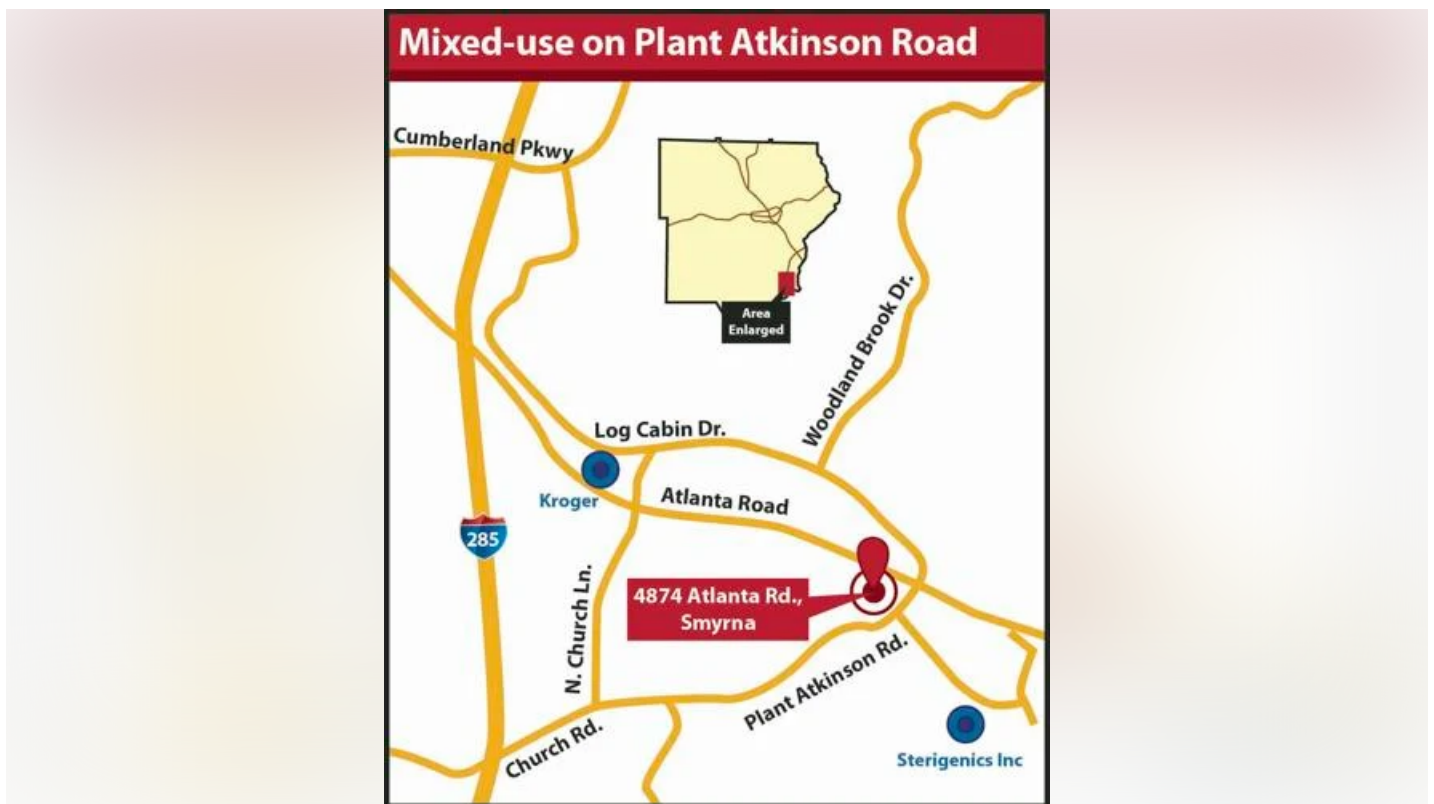 Mixed-use on Plant Atkinson Road
Cumberland Pkwy
Area
Enlarged
Woodland Brook Dr.
Log Cabin Dr.
Kroger
Atlanta Road
285
4874 Atlanta Rd.,
Smyrna
N. Church Ln.
Plant Atkinson Rd.
Church Rd.
Sterigenics Inc